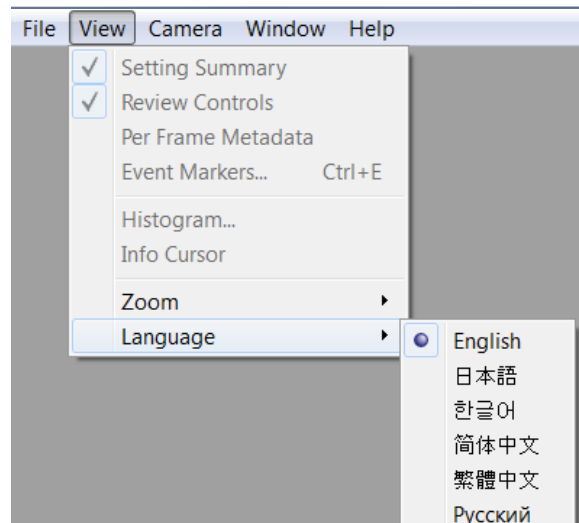 File View Camera Window Help
Setting Summary
Review Controls
Per Frame Metadata
Event Markers... Ctrl+E
Histogram...
Info Cursor
Zoom
Language
English
日本語
한글어
简体中文
繁體中文
Русский